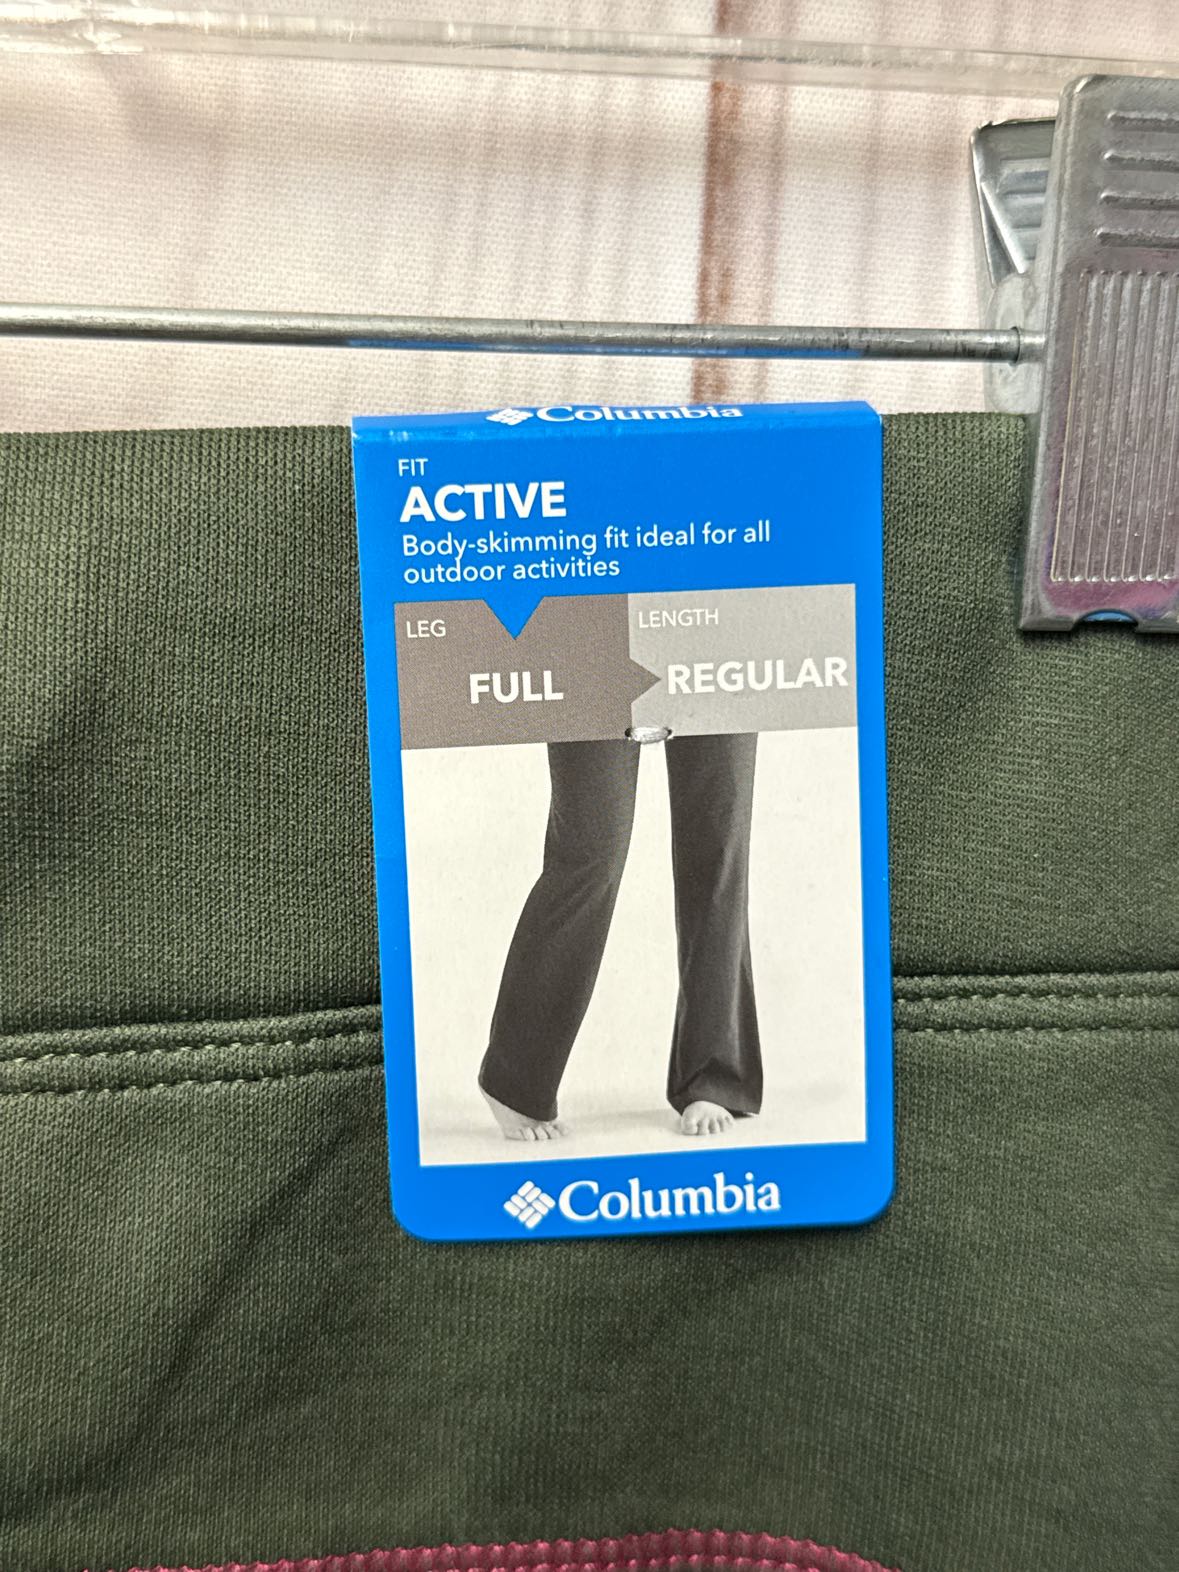 Columbia
FIT
ACTIVE
Body-skimming fit ideal for all
outdoor activities
LEG
FULL
LENGTH
REGULAR
Columbia